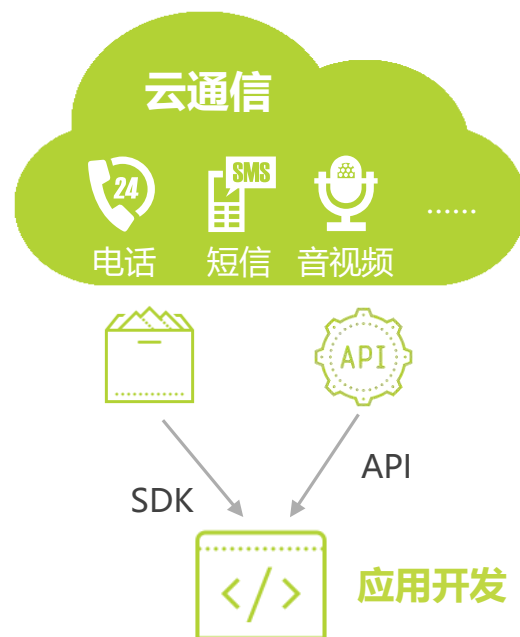 云通信
24
SMS
电话
短信
音视频
......
API
API
SDK
</>
应用开发